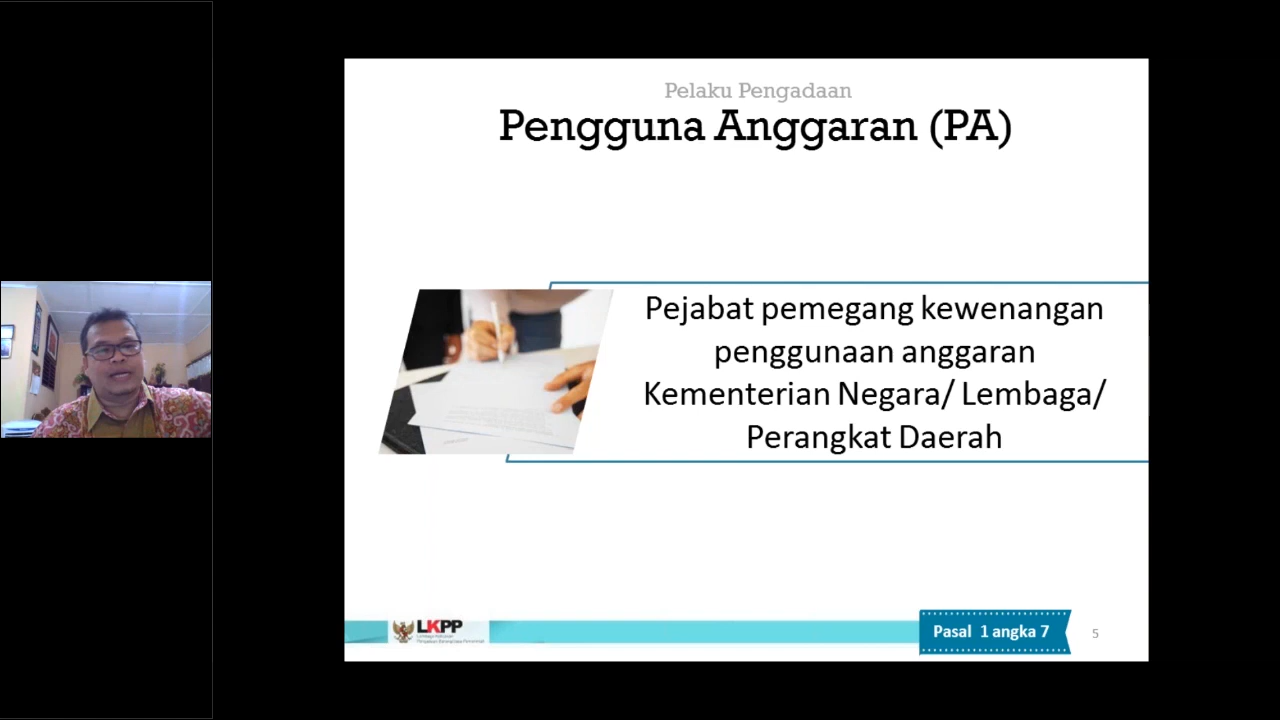 Pelaku Pengadaan
Pengguna Anggaran (PA)
Pejabat pemegang kewenangan
penggunaan anggaran
Kementerian Negara/ Lembaga/
Perangkat Daerah
LKPP
Pasal 1 angka 7
5